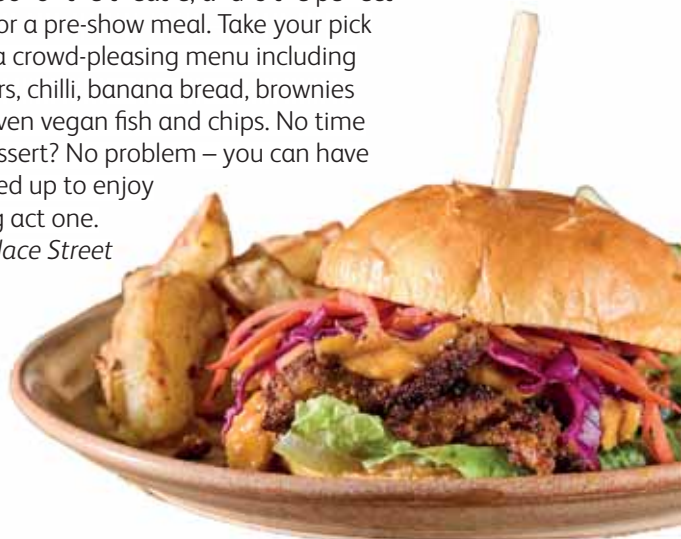 or a pre-show meal. Take your pick
a crowd-pleasing menu including
rs, chilli, banana bread, brownies
ven vegan fish and chips. No time
ssert? No problem – you can have
ed up to enjoy
g act one.
lace Street